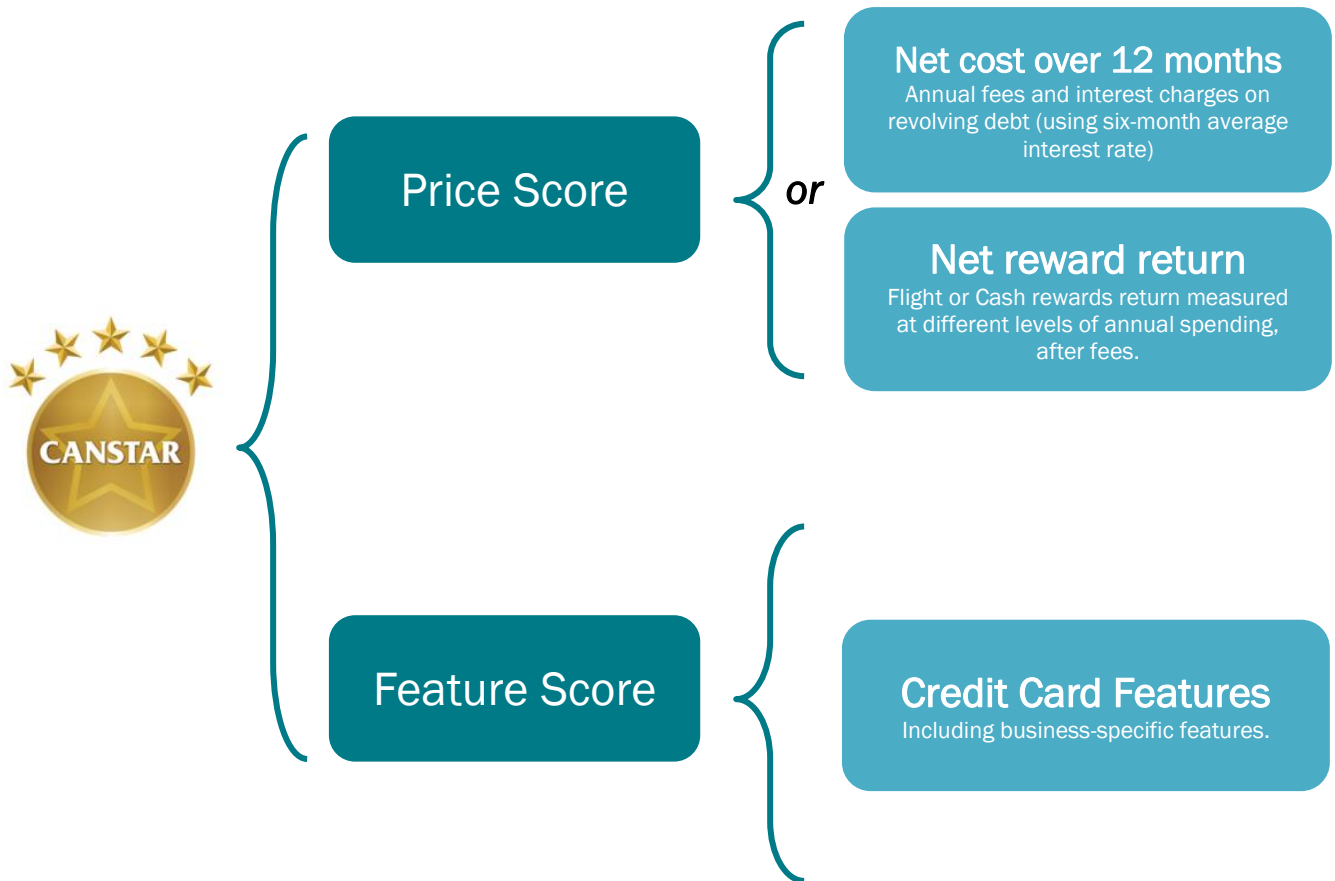 CANSTAR
Price Score
or
Net cost over 12 months
Annual fees and interest charges on
revolving debt (using six-month average
interest rate)
Net reward return
Flight or Cash rewards return measured
at different levels of annual spending,
after fees.
Feature Score
Credit Card Features
Including business-specific features.